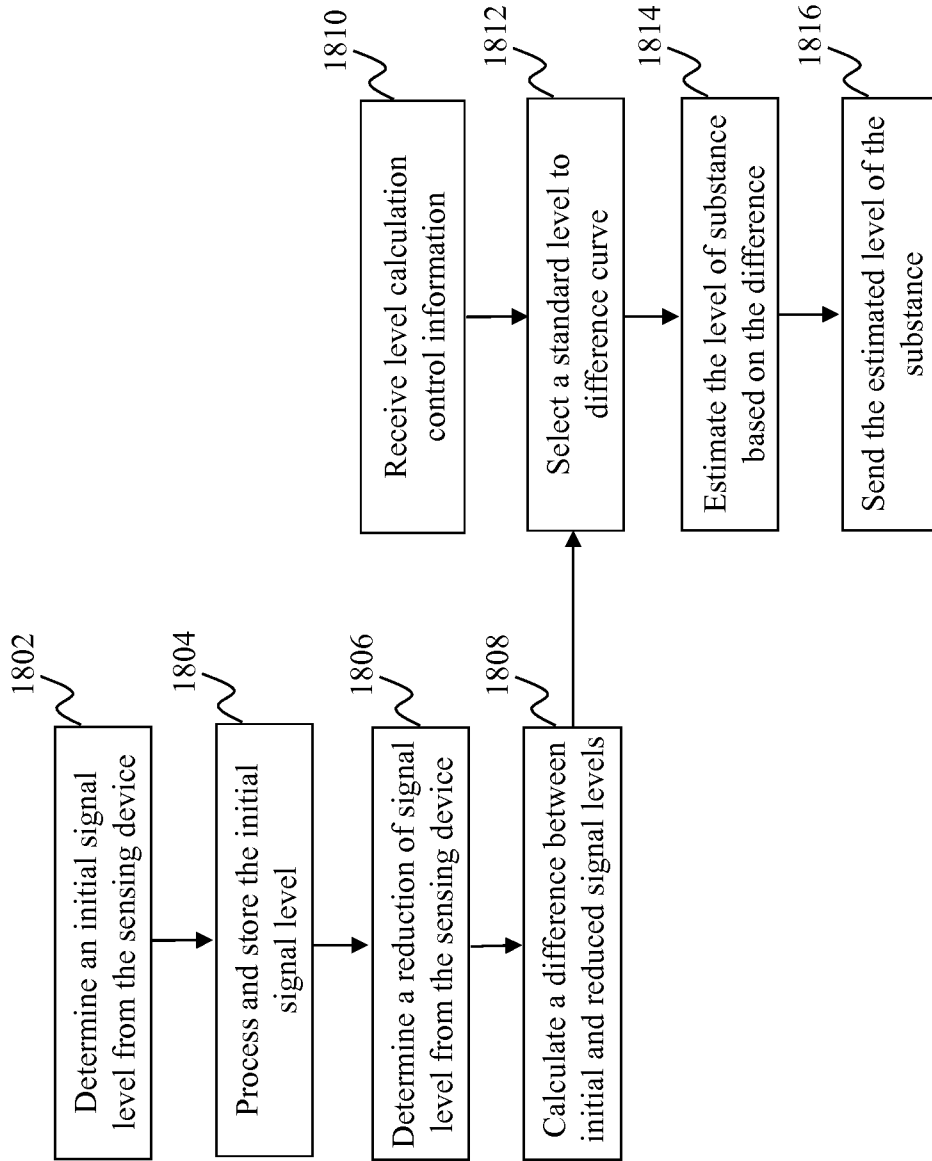 1802
Determine an initial signal
level from the sensing device
1804
Process and store the initial
signal level
1806
Determine a reduction of signal
level from the sensing device
1808
Calculate a difference between
initial and reduced signal levels
1810
Receive level calculation
control information
1812
Select a standard level to
difference curve
1814
Estimate the level of substance
based on the difference
1816
Send the estimated level of the
substance